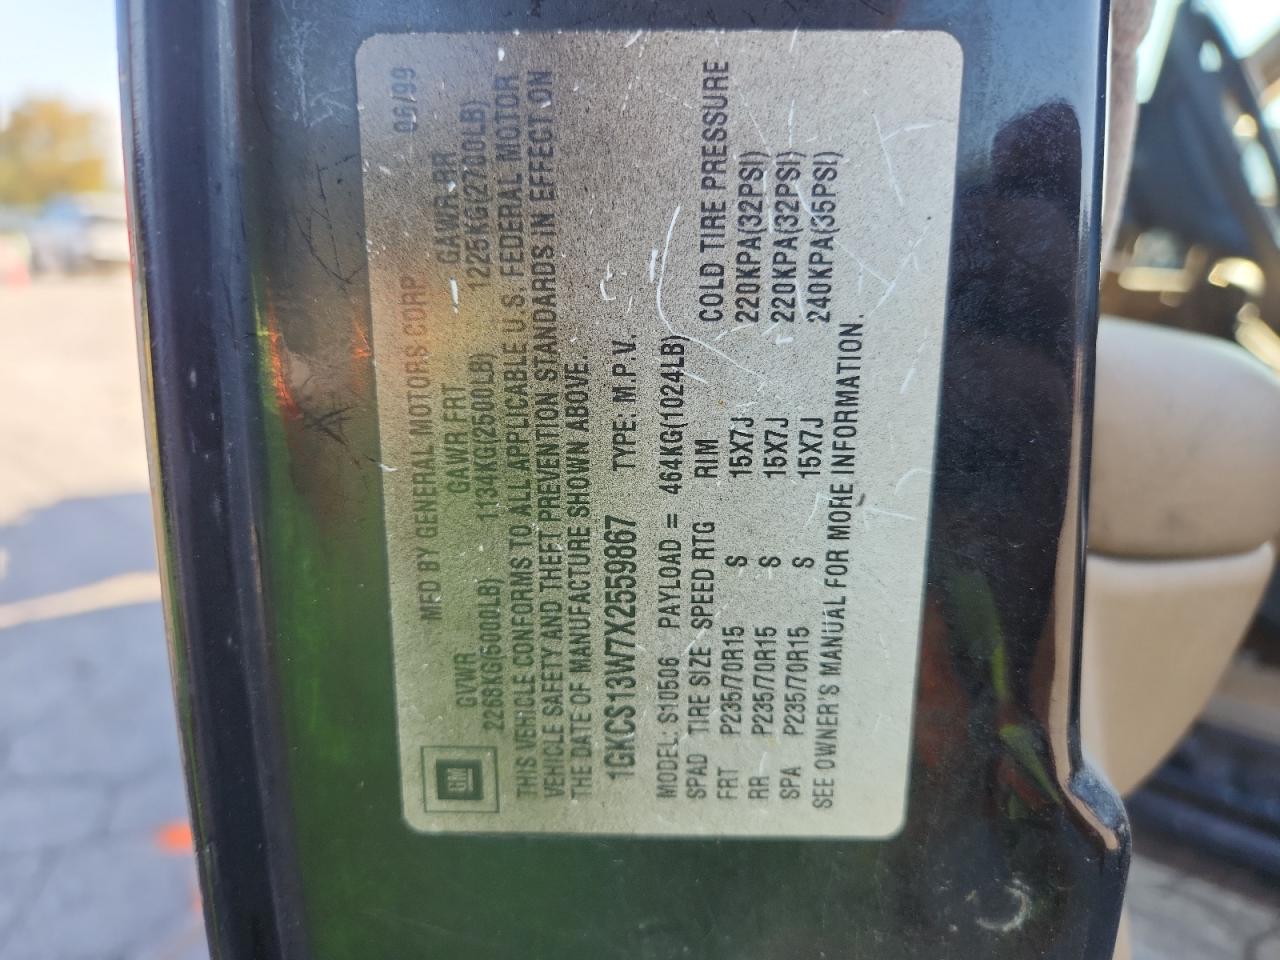 GM
MFD BY GENERAL MOTORS CORP 06/99
GVWR GAWR FRT GAWR RR
2268KG(5000LB) 1134KG(2500LB) 1225KG(2700LB)
THIS VEHICLE CONFORMS TO ALL APPLICABLE U.S. FEDERAL MOTOR
VEHICLE SAFETY AND THEFT PREVENTION STANDARDS IN EFFECT ON
THE DATE OF MANUFACTURE SHOWN ABOVE.
1GKCS13W7X2559867 TYPE: M.P.V.
MODEL: S10506 PAYLOAD = 464KG(1024LB)
SPAD TIRE SIZE SPEED RTG RIM COLD TIRE PRESSURE
FRT P235/70R15 S 15X7J 220KPA(32PSI)
RR P235/70R15 S 15X7J 220KPA(32PSI)
SPA P235/70R15 S 15X7J 240KPA(35PSI)
SEE OWNER'S MANUAL FOR MORE INFORMATION.